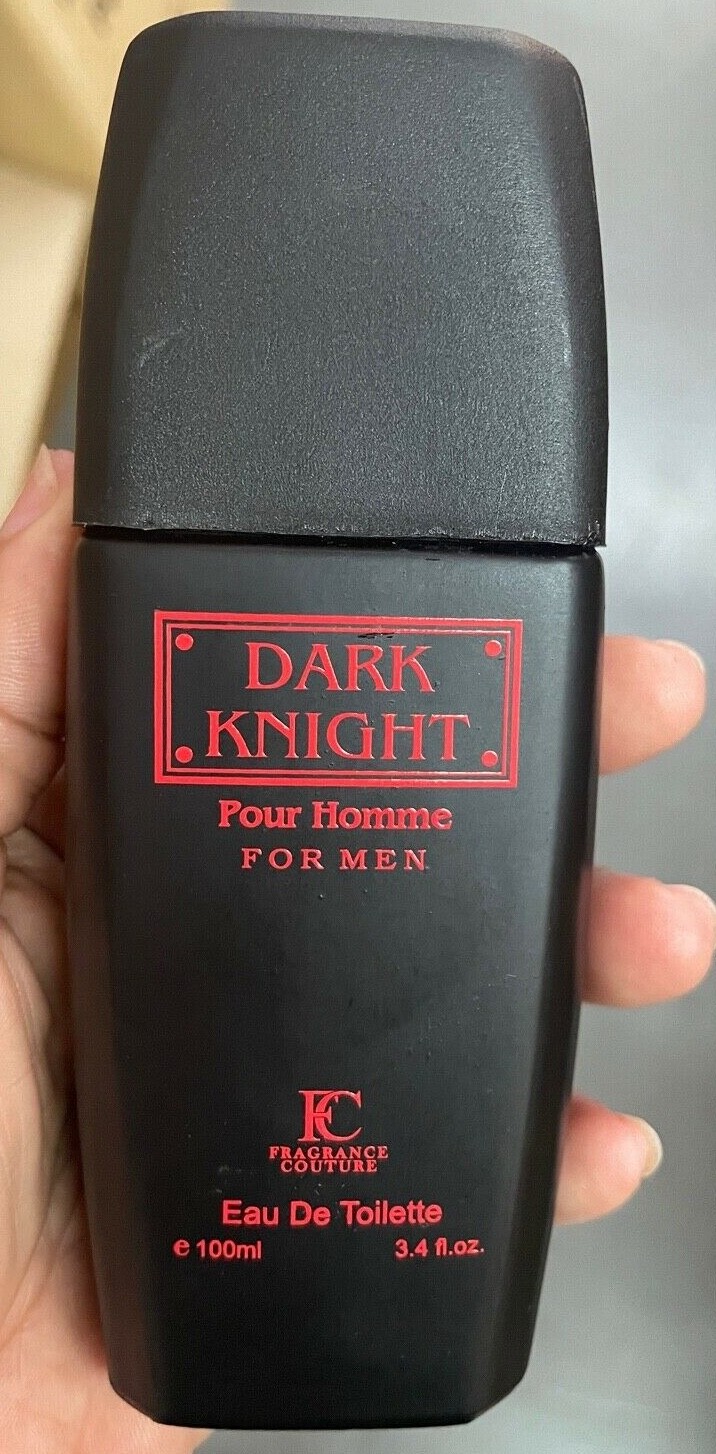 DARK
KNIGHT
Pour Homme
FOR MEN
FC
FRAGRANCE
COUTURE
Eau De Toilette
e 100ml 3.4 fl.oz.